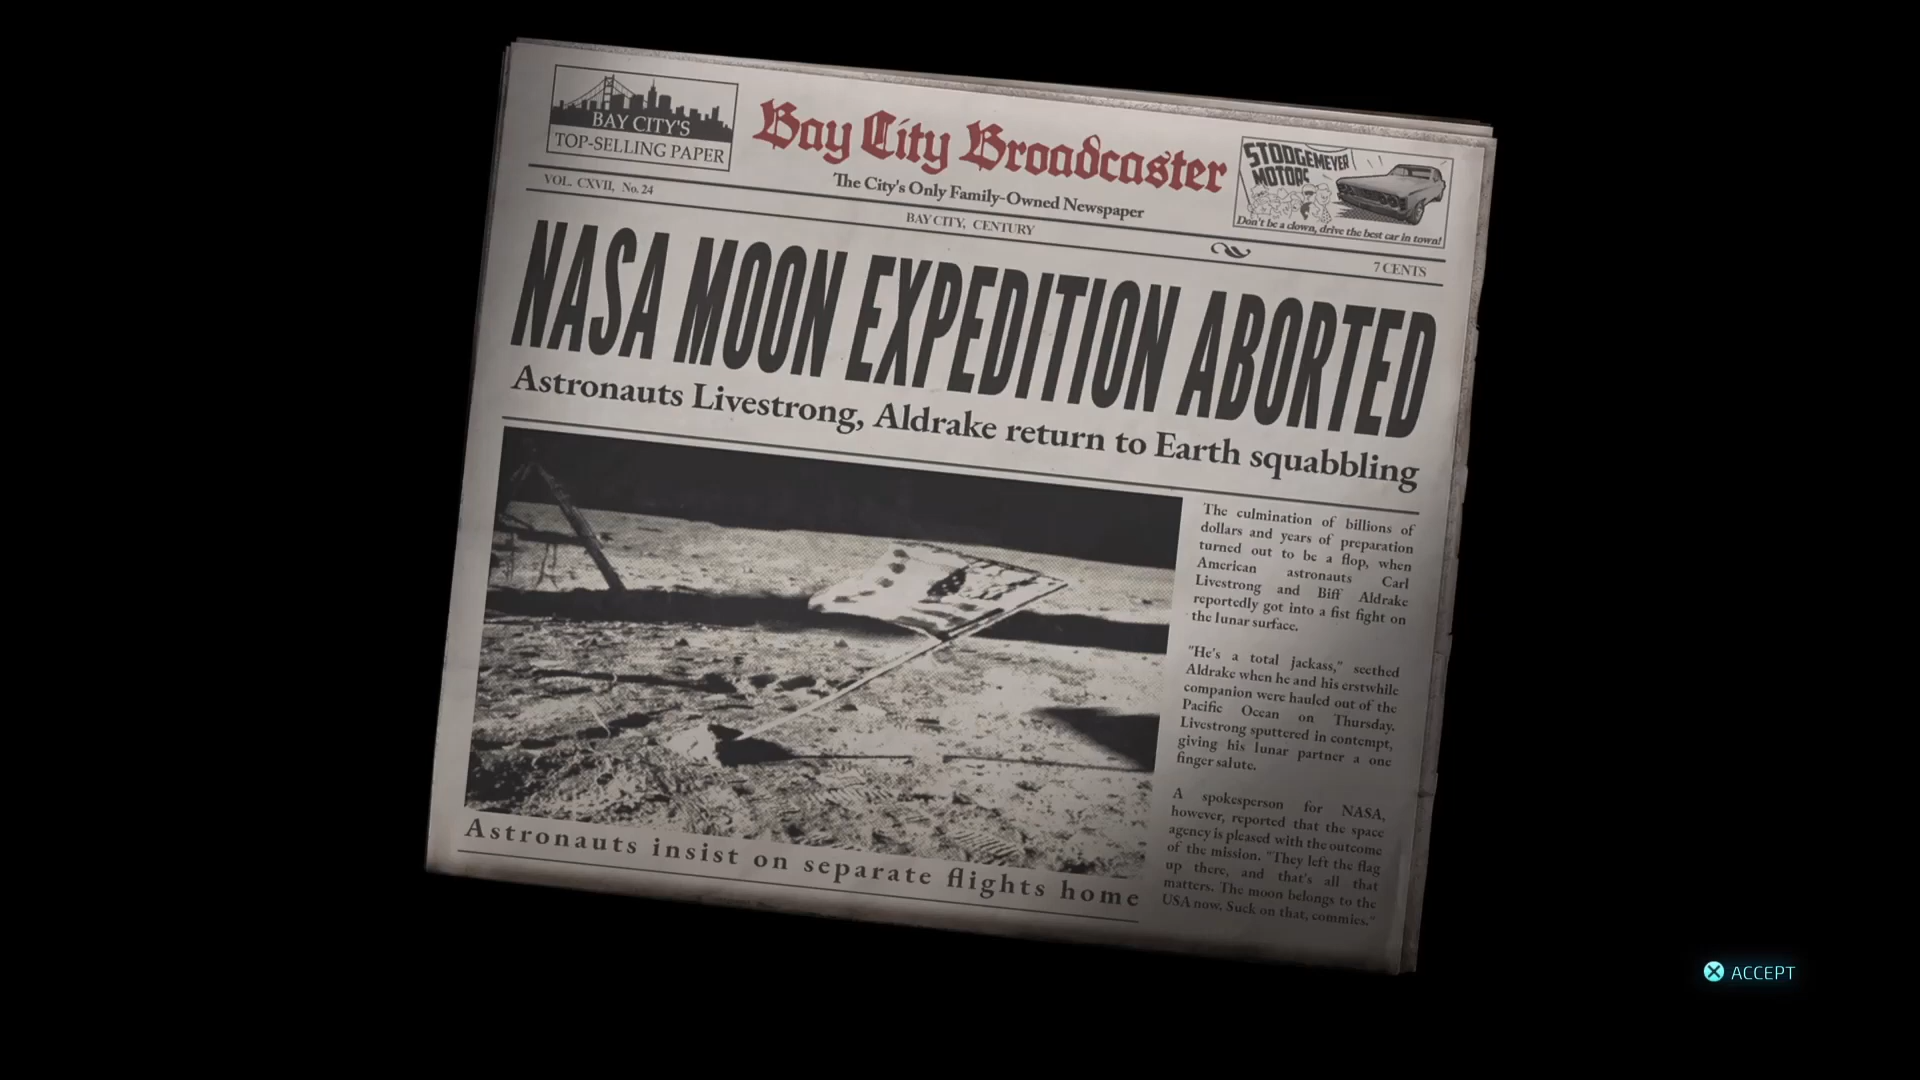 BAY CITY'S
TOP-SELLING PAPER
Bay City Broadcaster
The City's Only Family-Owned Newspaper
STODGEMEYER
MOTORS
Don't be a clown, drive the best car in town!
VOL. CXVII, No. 24
BAY CITY, CENTURY
7 CENTS
NASA MOON EXPEDITION ABORTED
Astronauts Livestrong, Aldrake return to Earth squabbling
The culmination of billions of
dollars and years of preparation
turned out to be a flop, when
American astronauts Carl
Livestrong and Biff Aldrake
reportedly got into a fist fight on
the lunar surface.
"He's a total jackass," seethed
Aldrake when he and his erstwhile
companion were hauled out of the
Pacific Ocean on Thursday.
Livestrong sputtered in contempt,
giving his lunar partner a one
finger salute.
A spokesperson for NASA,
however, reported that the space
agency is pleased with the outcome
of the mission. "They left the flag
up there, and that's all that
matters. The moon belongs to the
USA now. Suck on that, commies."
Astronauts insist on separate flights home
ACCEPT